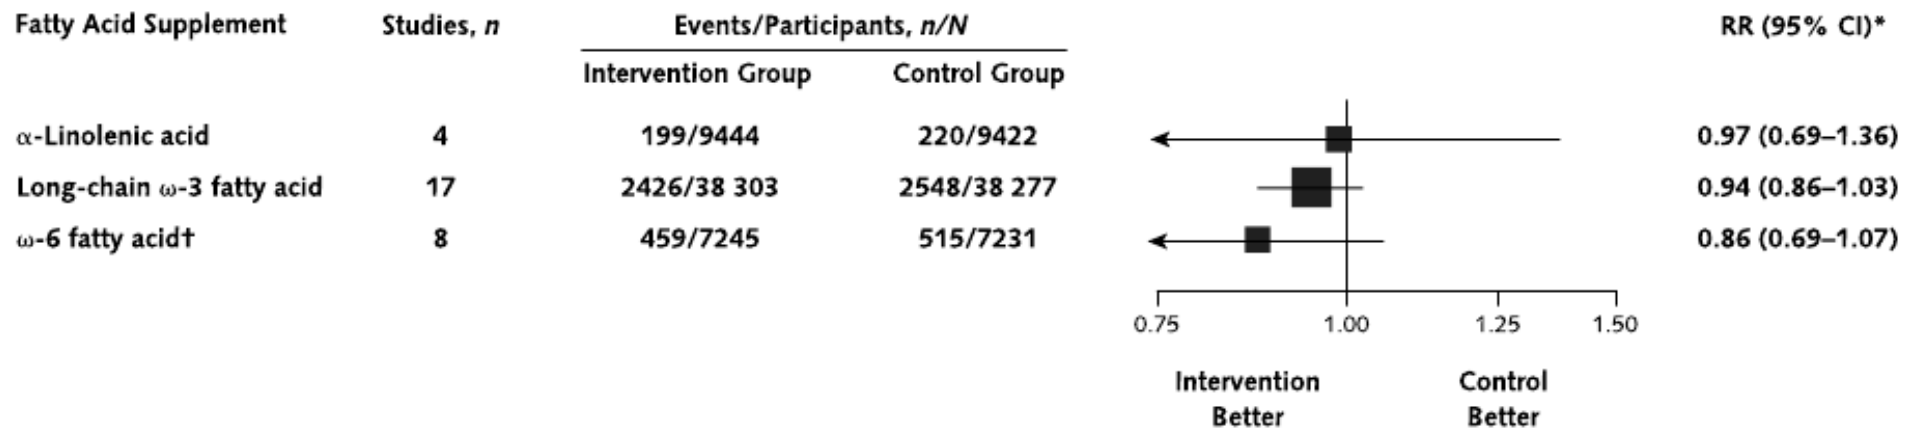 Fatty Acid Supplement Studies, n Events/Participants, n/N RR (95% CI)*
Intervention Group Control Group
α-Linolenic acid 4 199/9444 220/9422 0.97 (0.69–1.36)
Long-chain ω-3 fatty acid 17 2426/38 303 2548/38 277 0.94 (0.86–1.03)
ω-6 fatty acid† 8 459/7245 515/7231 0.86 (0.69–1.07)
0.75 1.00 1.25 1.50
Intervention Control
Better Better